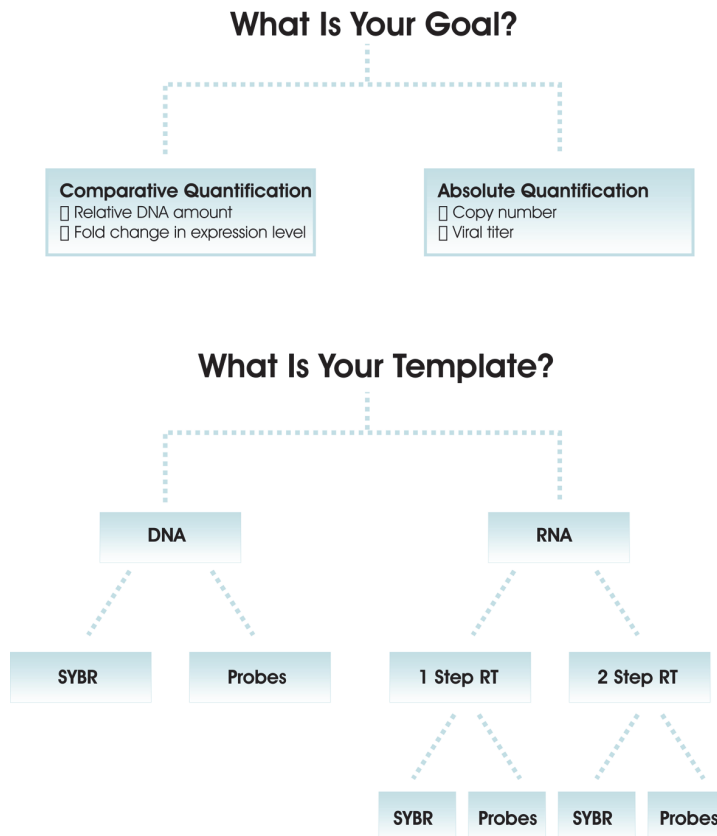 What Is Your Goal?
Comparative Quantification
▯ Relative DNA amount
▯ Fold change in expression level
Absolute Quantification
▯ Copy number
▯ Viral titer
What Is Your Template?
DNA
RNA
SYBR
Probes
1 Step RT
2 Step RT
SYBR
Probes
SYBR
Probes